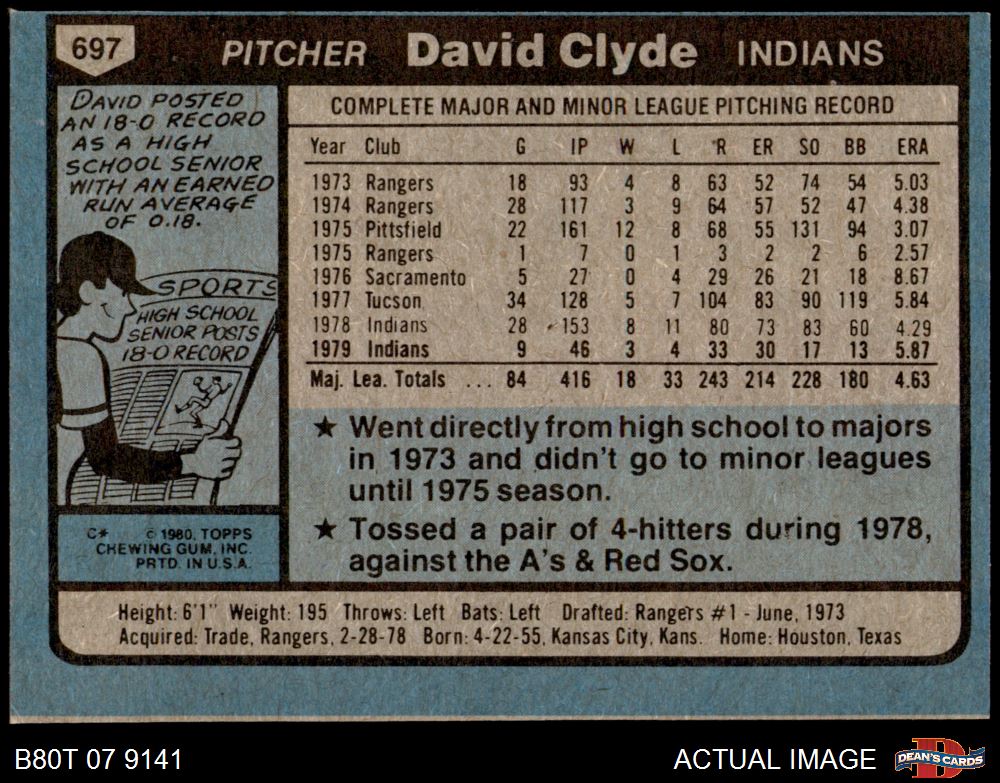 697 PITCHER David Clyde INDIANS
DAVID POSTED
AN 18-0 RECORD
AS A HIGH
SCHOOL SENIOR
WITH AN EARNED
RUN AVERAGE
OF 0.18.
SPORTS
HIGH SCHOOL
SENIOR POSTS
18-0 RECORD
C* © 1980, TOPPS
CHEWING GUM, INC.
PRTD. IN U.S.A.
COMPLETE MAJOR AND MINOR LEAGUE PITCHING RECORD
Year Club G IP W L R ER SO BB ERA
1973 Rangers 18 93 4 8 63 52 74 54 5.03
1974 Rangers 28 117 3 9 64 57 52 47 4.38
1975 Pittsfield 22 161 12 8 68 55 131 94 3.07
1975 Rangers 1 7 0 1 3 2 2 6 2.57
1976 Sacramento 5 27 0 4 29 26 21 18 8.67
1977 Tucson 34 128 5 7 104 83 90 119 5.84
1978 Indians 28 153 8 11 80 73 83 60 4.29
1979 Indians 9 46 3 4 33 30 17 13 5.87
Maj. Lea. Totals ... 84 416 18 33 243 214 228 180 4.63
★ Went directly from high school to majors
in 1973 and didn't go to minor leagues
until 1975 season.
★ Tossed a pair of 4-hitters during 1978,
against the A's & Red Sox.
Height: 6'1" Weight: 195 Throws: Left Bats: Left Drafted: Rangers #1 - June, 1973
Acquired: Trade, Rangers, 2-28-78 Born: 4-22-55, Kansas City, Kans. Home: Houston, Texas
B80T 07 9141 ACTUAL IMAGE D DEAN'S CARDS